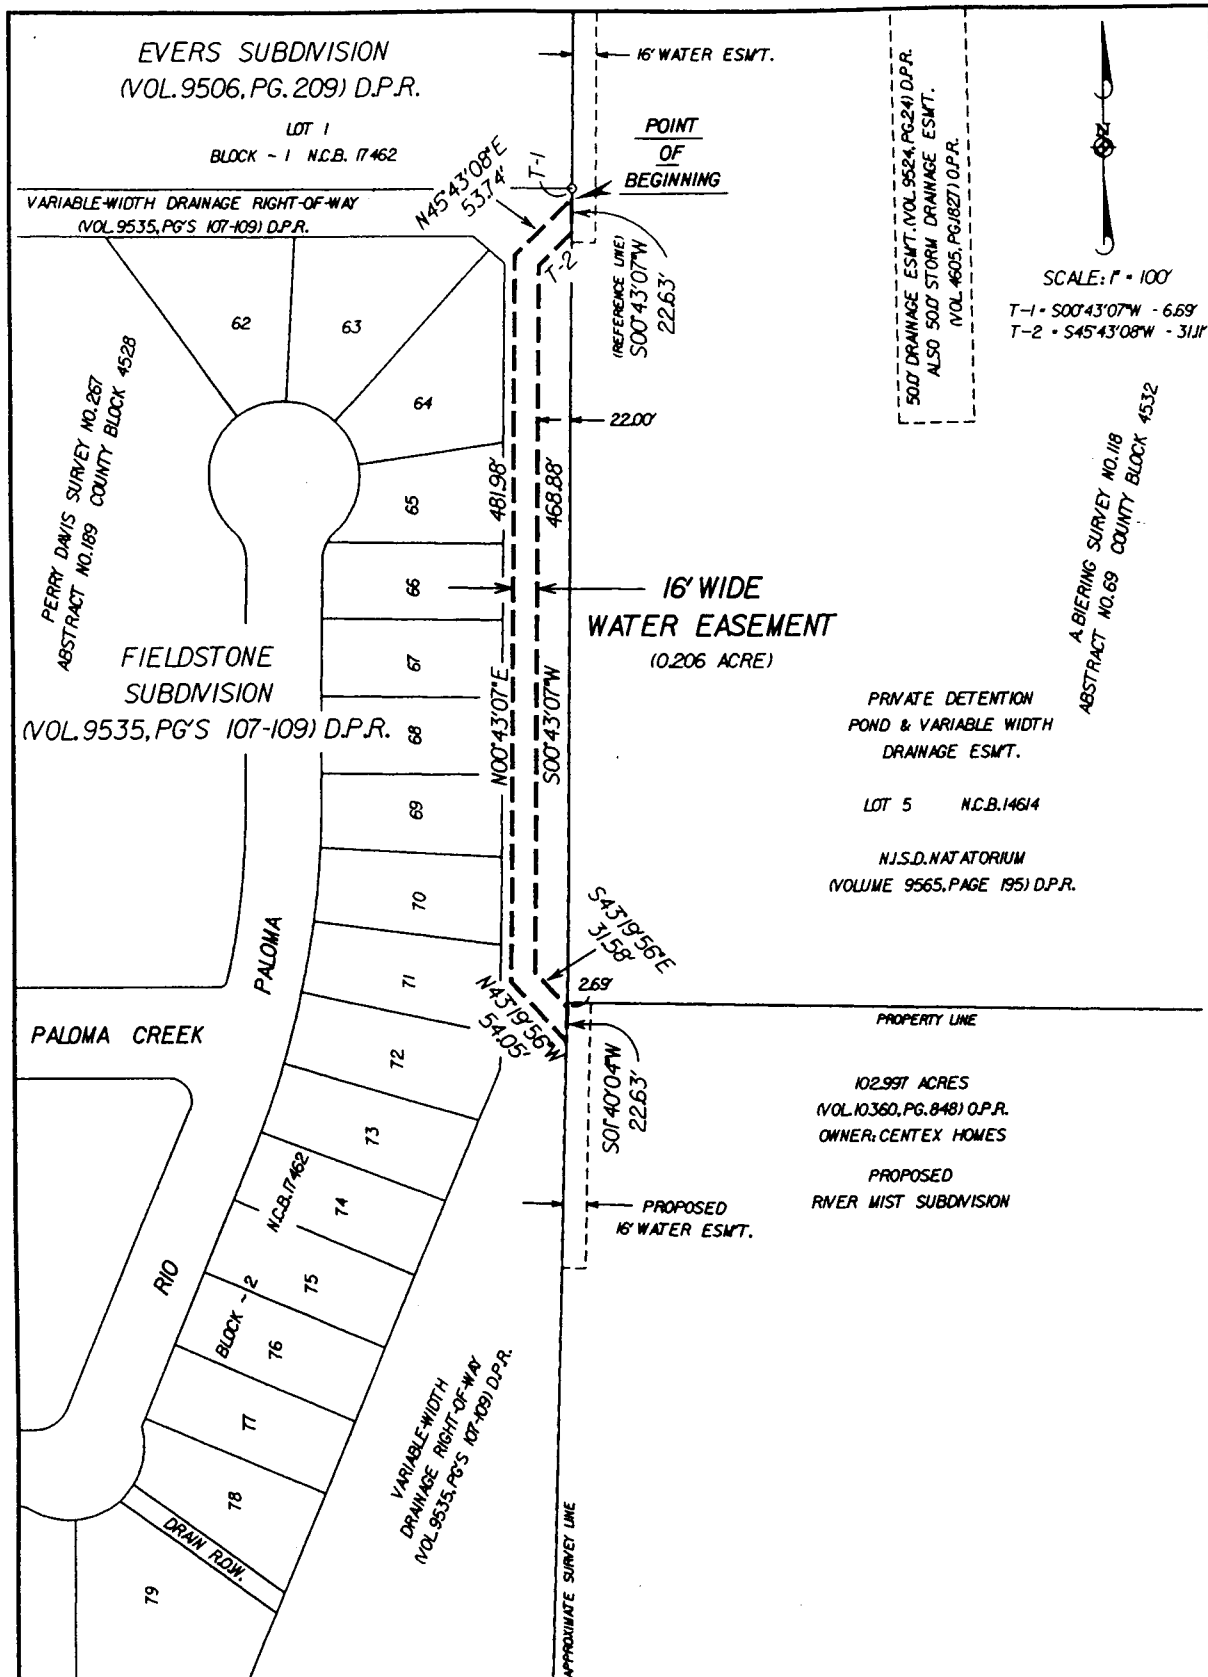 EVERS SUBDIVISION
(VOL. 9506, PG. 209) D.P.R.
LOT 1
BLOCK - 1 N.C.B. 17462
VARIABLE-WIDTH DRAINAGE RIGHT-OF-WAY
(VOL. 9535, PG'S 107-109) D.P.R.
16' WATER ESM'T.
POINT
OF
BEGINNING
T-1
N45°43'08"E
53.74'
T-2
(REFERENCE LINE)
S00°43'07"W
22.63'
50.0' DRAINAGE ESM'T. (VOL. 9524, PG.24) D.P.R.
ALSO 50.0' STORM DRAINAGE ESM'T.
(VOL. 4605, PG.1827) O.P.R.
N
SCALE: 1" = 100'
T-1 = S00°43'07"W - 6.69'
T-2 = S45°43'08"W - 31.11'
62
63
64
65
66
67
68
69
70
71
72
73
74
75
76
77
78
79
PERRY DAVIS SURVEY NO. 267
ABSTRACT NO. 189 COUNTY BLOCK 4528
A. BIERING SURVEY NO. 118
ABSTRACT NO. 69 COUNTY BLOCK 4532
22.00'
481.98'
468.88'
N00°43'07"E
S00°43'07"W
16' WIDE
WATER EASEMENT
(0.206 ACRE)
FIELDSTONE
SUBDIVISION
(VOL. 9535, PG'S 107-109) D.P.R.
PRIVATE DETENTION
POND & VARIABLE WIDTH
DRAINAGE ESM'T.
LOT 5 N.C.B. 14614
N.I.S.D. NATATORIUM
(VOLUME 9565, PAGE 195) D.P.R.
S43°19'56"E
31.58'
2.69'
N43°19'56"W
54.05'
S01°40'04"W
22.63'
PROPERTY LINE
102.997 ACRES
(VOL. 10360, PG. 848) O.P.R.
OWNER: CENTEX HOMES
PROPOSED
RIVER MIST SUBDIVISION
PROPOSED
16' WATER ESM'T.
PALOMA
PALOMA CREEK
RIO
N.C.B. 17462
BLOCK - 2
VARIABLE-WIDTH
DRAINAGE RIGHT-OF-WAY
(VOL. 9535, PG'S 107-109) D.P.R.
DRAIN R.O.W.
APPROXIMATE SURVEY LINE